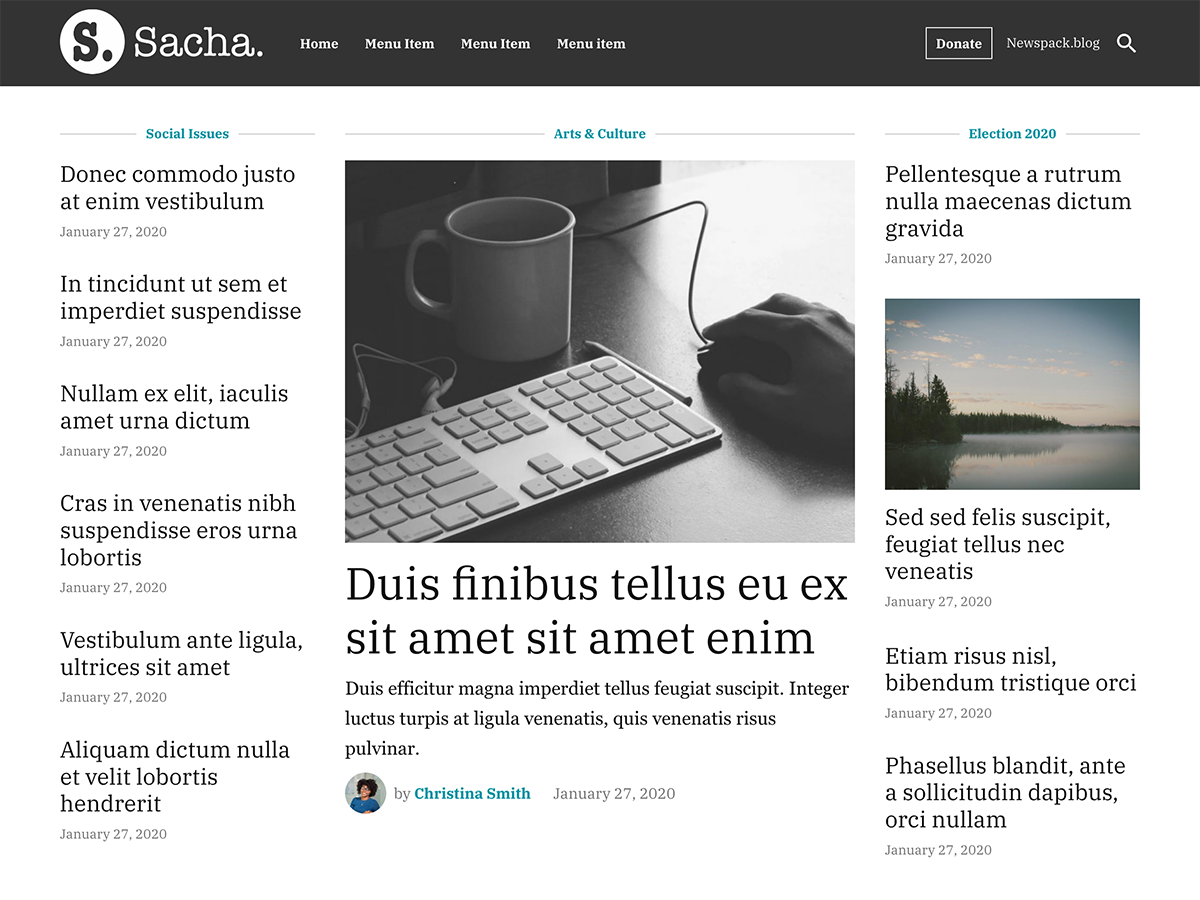 S. Sacha.
Home Menu Item Menu Item Menu item
Donate Newspack.blog
Social Issues
Donec commodo justo
at enim vestibulum
January 27, 2020
In tincidunt ut sem et
imperdiet suspendisse
January 27, 2020
Nullam ex elit, iaculis
amet urna dictum
January 27, 2020
Cras in venenatis nibh
suspendisse eros urna
lobortis
January 27, 2020
Vestibulum ante ligula,
ultrices sit amet
January 27, 2020
Aliquam dictum nulla
et velit lobortis
hendrerit
January 27, 2020
Arts & Culture
Duis finibus tellus eu ex
sit amet sit amet enim
Duis efficitur magna imperdiet tellus feugiat suscipit. Integer
luctus turpis at ligula venenatis, quis venenatis risus
pulvinar.
by Christina Smith January 27, 2020
Election 2020
Pellentesque a rutrum
nulla maecenas dictum
gravida
January 27, 2020
Sed sed felis suscipit,
feugiat tellus nec
veneatis
January 27, 2020
Etiam risus nisl,
bibendum tristique orci
January 27, 2020
Phasellus blandit, ante
a sollicitudin dapibus,
orci nullam
January 27, 2020